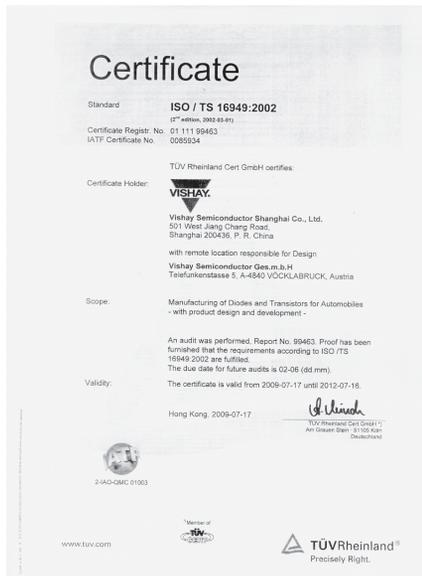 Certificate
Standard
ISO / TS 16949:2002
(2nd edition, 2002-03-01)
Certificate Registr. No. 01 111 99463
IATF Certificate No. 0085934
TÜV Rheinland Cert GmbH certifies:
Certificate Holder:
VISHAY.
Vishay Semiconductor Shanghai Co., Ltd.
501 West Jiang Chang Road,
Shanghai 200436, P. R. China
with remote location responsible for Design
Vishay Semiconductor Ges.m.b.H
Telefunkenstasse 5, A-4840 VÖCKLABRUCK, Austria
Scope:
Manufacturing of Diodes and Transistors for Automobiles
- with product design and development -
An audit was performed, Report No. 99463. Proof has been
furnished that the requirements according to ISO /TS
16949:2002 are fulfilled.
The due date for future audits is 02-06 (dd.mm).
Validity:
The certificate is valid from 2009-07-17 until 2012-07-16.
Hong Kong, 2009-07-17
TÜV Rheinland Cert GmbH *)
Am Grauen Stein · 51105 Köln
Deutschland
2-IAO-QMC 01003
www.tuv.com
*) Member of
TÜV
CERT
TÜVRheinland®
Precisely Right.